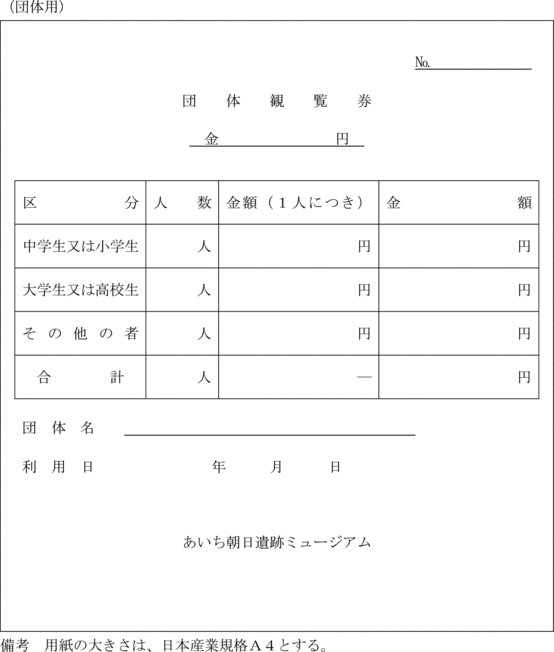 （団体用）
№
団体観覧券
金　円
区分　人数　金額（１人につき）　金額
中学生又は小学生　人　円　円
大学生又は高校生　人　円　円
その他の者　人　円　円
合計　人　―　円
団体名
利用日　年　月　日
あいち朝日遺跡ミュージアム
備考　用紙の大きさは、日本産業規格Ａ４とする。